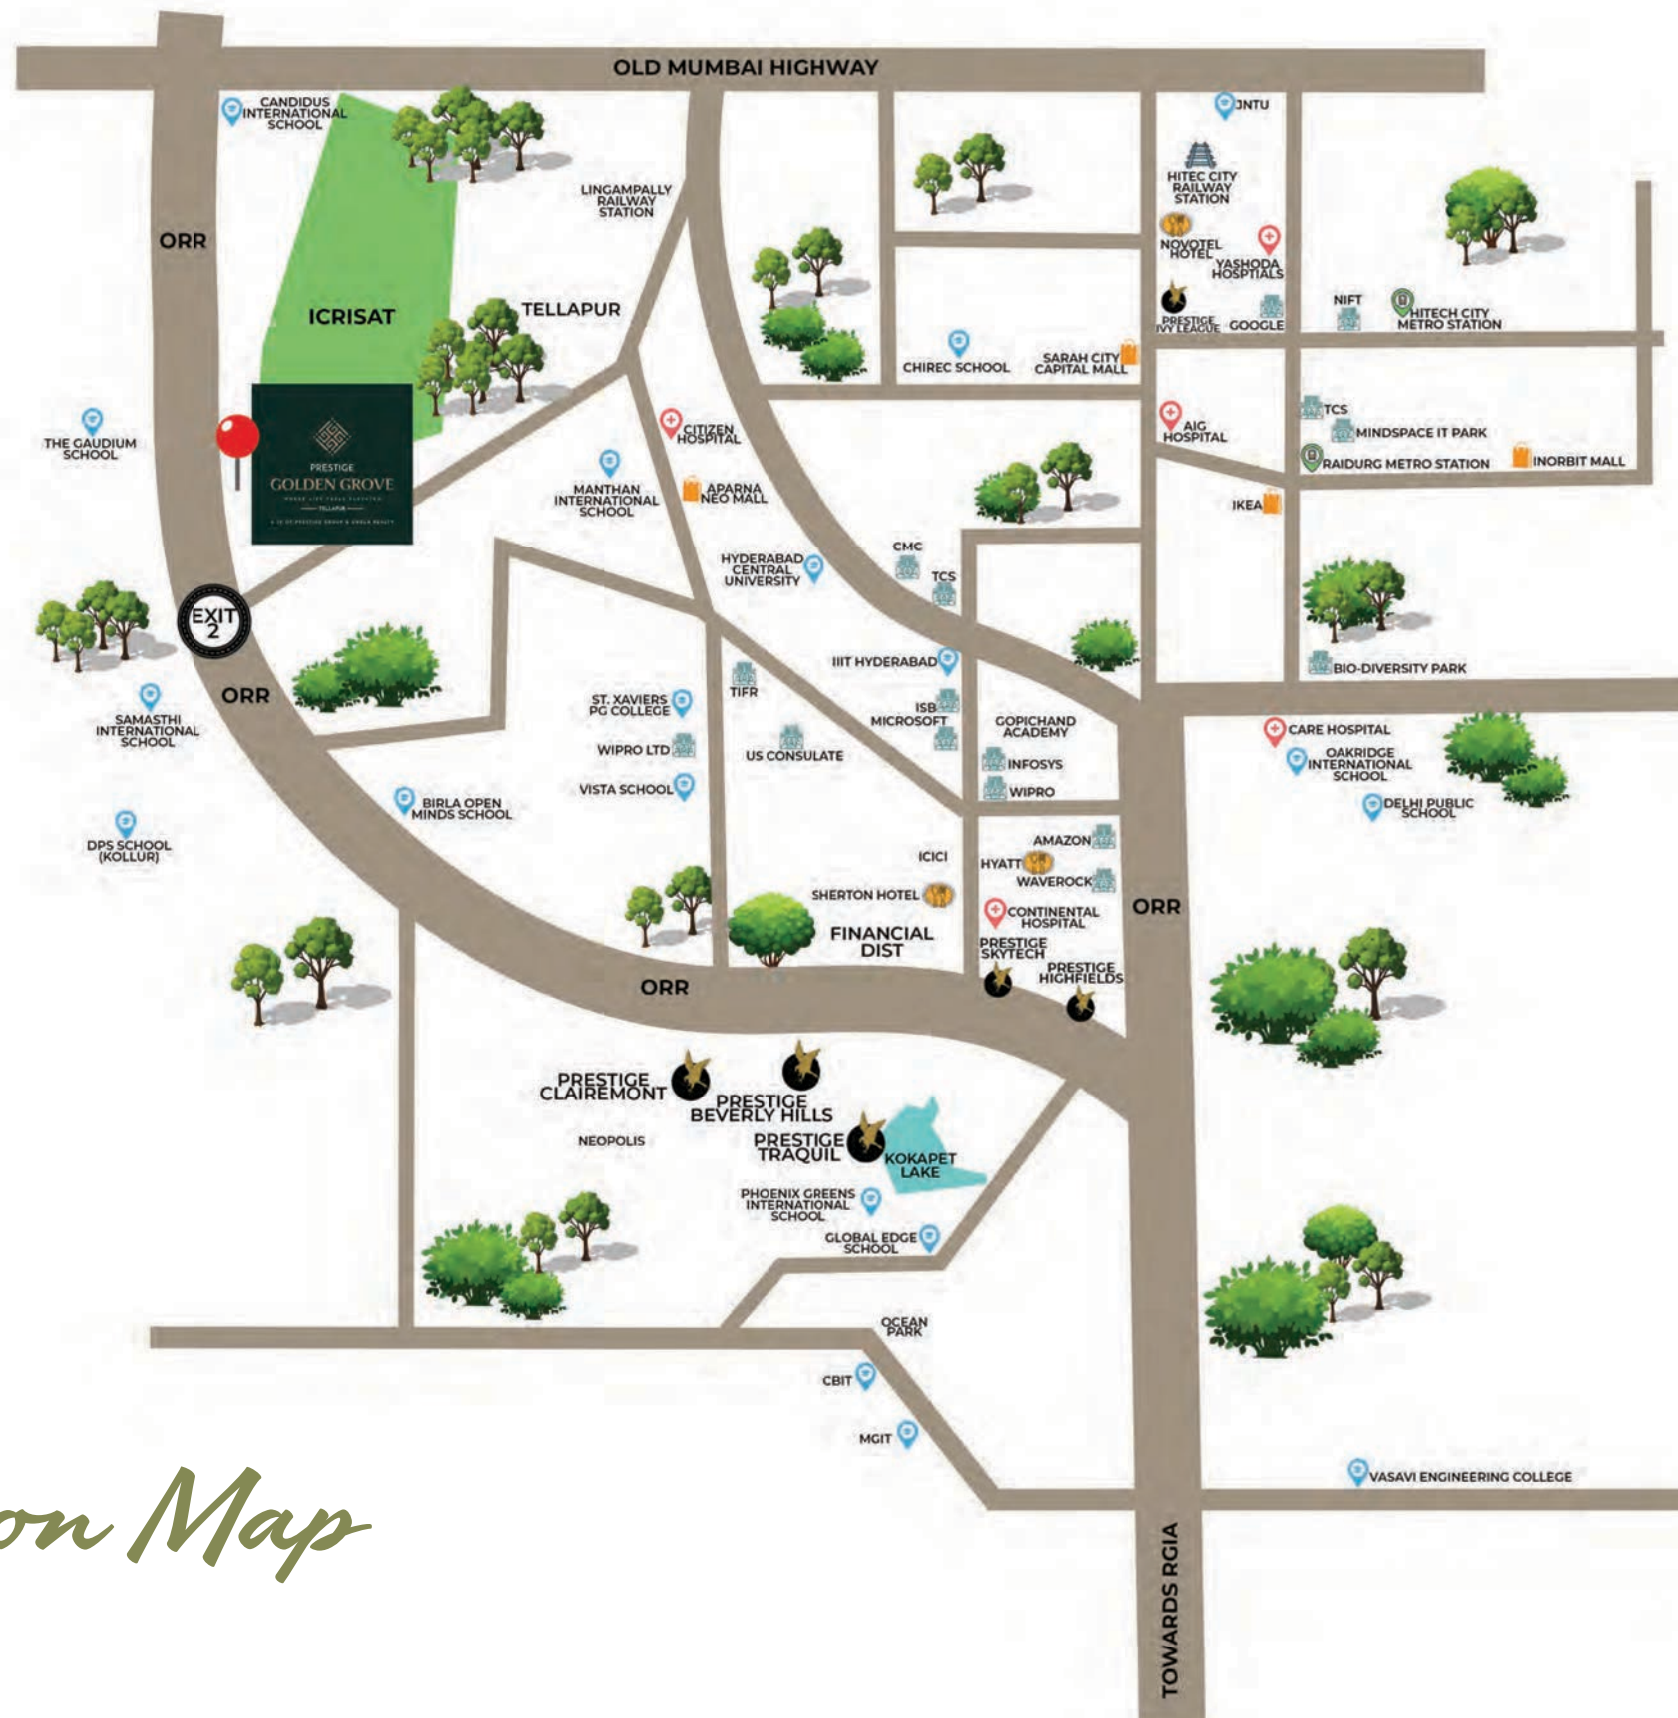 OLD MUMBAI HIGHWAY
CANDIDUS
INTERNATIONAL
SCHOOL
JNTU
HITEC CITY
RAILWAY
STATION
LINGAMPALLY
RAILWAY
STATION
ORR
NOVOTEL
HOTEL
YASHODA
HOSPTIALS
ICRISAT
TELLAPUR
PRESTIGE
IVY LEAGUE
GOOGLE
NIFT
HITECH CITY
METRO STATION
CHIREC SCHOOL
SARAH CITY
CAPITAL MALL
THE GAUDIUM
SCHOOL
PRESTIGE
GOLDEN GROVE
TELLAPUR
CITIZEN
HOSPITAL
AIG
HOSPITAL
TCS
MINDSPACE IT PARK
RAIDURG METRO STATION
INORBIT MALL
MANTHAN
INTERNATIONAL
SCHOOL
APARNA
NEO MALL
IKEA
HYDERABAD
CENTRAL
UNIVERSITY
CMC
TCS
EXIT
2
ORR
IIIT HYDERABAD
BIO-DIVERSITY PARK
SAMASTHI
INTERNATIONAL
SCHOOL
ST. XAVIERS
PG COLLEGE
TIFR
ISB
MICROSOFT
GOPICHAND
ACADEMY
CARE HOSPITAL
WIPRO LTD
US CONSULATE
INFOSYS
OAKRIDGE
INTERNATIONAL
SCHOOL
VISTA SCHOOL
WIPRO
BIRLA OPEN
MINDS SCHOOL
DELHI PUBLIC
SCHOOL
DPS SCHOOL
(KOLLUR)
AMAZON
ICICI
HYATT
WAVEROCK
SHERTON HOTEL
CONTINENTAL
HOSPITAL
ORR
FINANCIAL
DIST
PRESTIGE
SKYTECH
PRESTIGE
HIGHFIELDS
ORR
PRESTIGE
CLAIREMONT
PRESTIGE
BEVERLY HILLS
NEOPOLIS
PRESTIGE
TRAQUIL
KOKAPET
LAKE
PHOENIX GREENS
INTERNATIONAL
SCHOOL
GLOBAL EDGE
SCHOOL
OCEAN
PARK
CBIT
MGIT
VASAVI ENGINEERING COLLEGE
on Map
TOWARDS RGIA